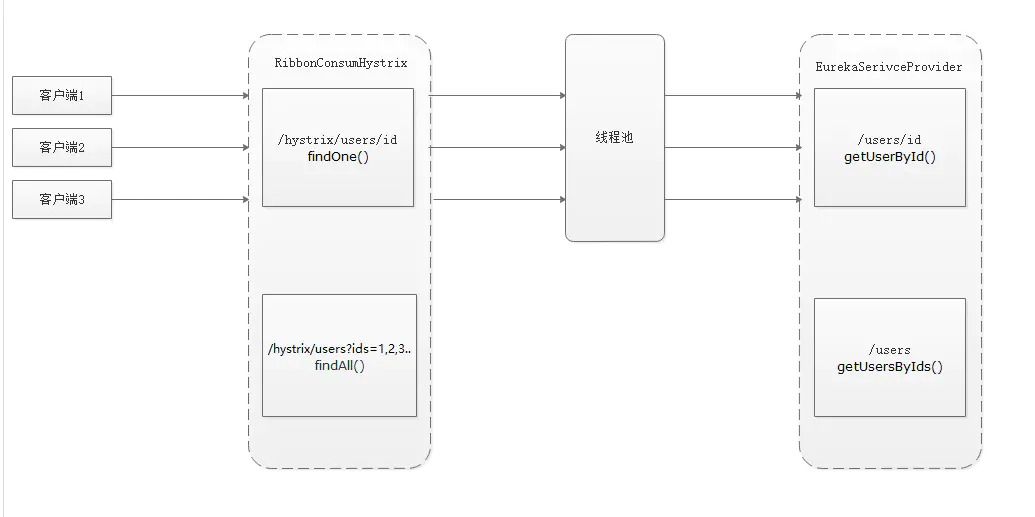 RibbonConsumHystrix
EurekaSerivceProvider
客户端1
客户端2
客户端3
/hystrix/users/id
findOne()
线程池
/users/id
getUserById()
/hystrix/users?ids=1,2,3..
findAll()
/users
getUsersByIds()